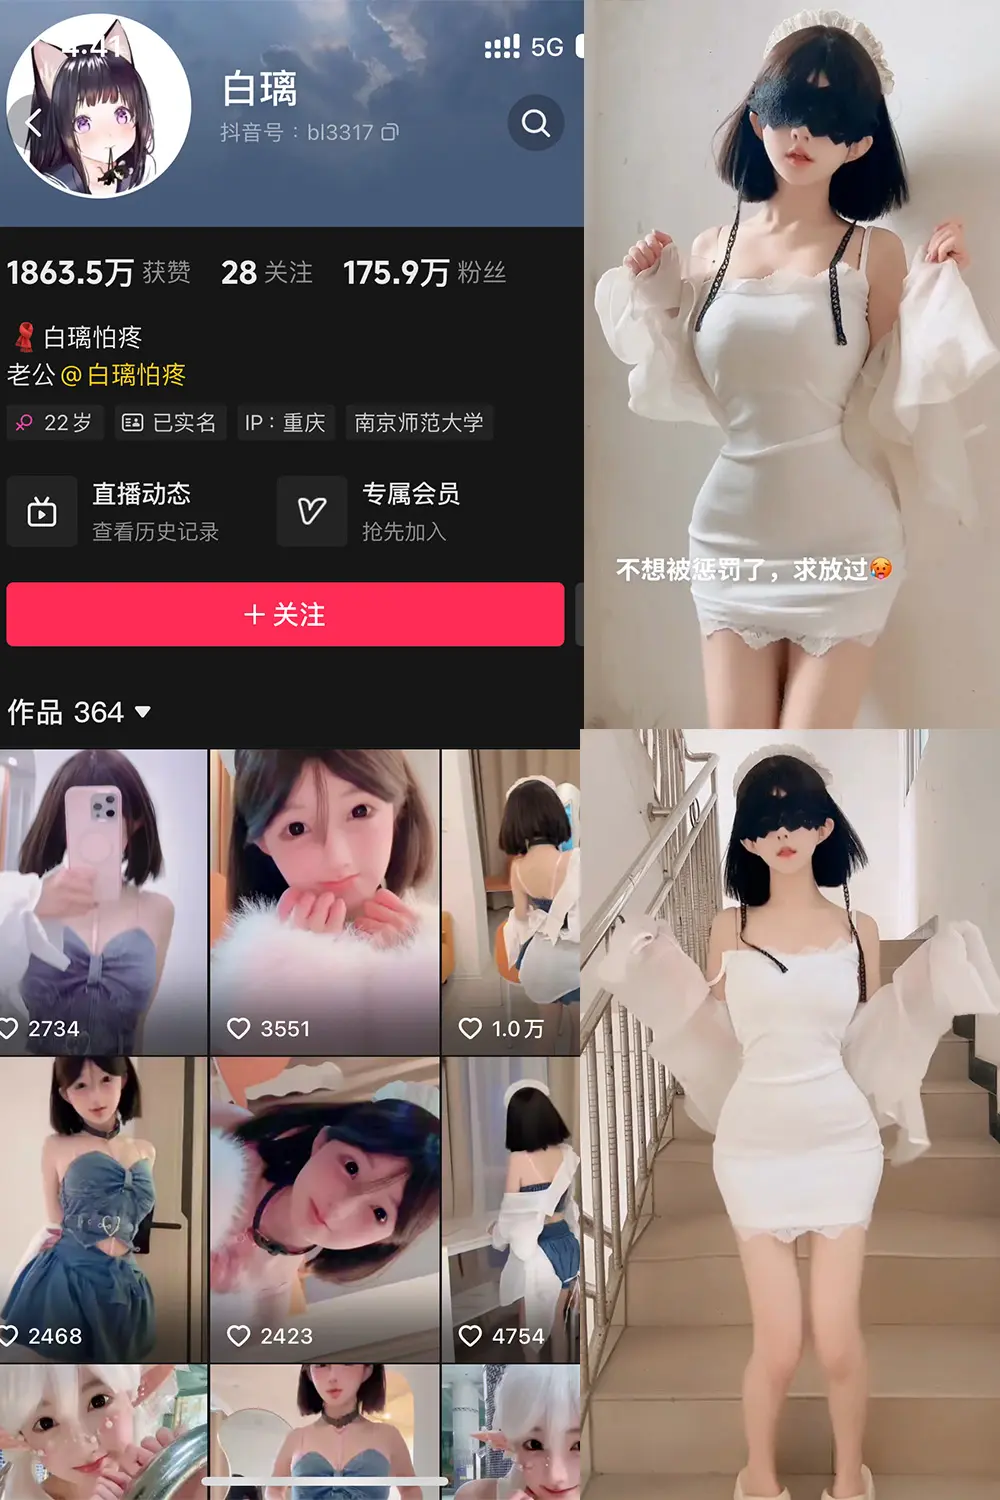 4:41
5G
白璃
抖音号：bl3317
1863.5万 获赞 28 关注 175.9万 粉丝
白璃怕疼
老公@白璃怕疼
22岁 已实名 IP：重庆 南京师范大学
直播动态 专属会员
查看历史记录 抢先加入
+ 关注
作品 364
2734 3551 1.0万
2468 2423 4754
不想被惩罚了，求放过🥵